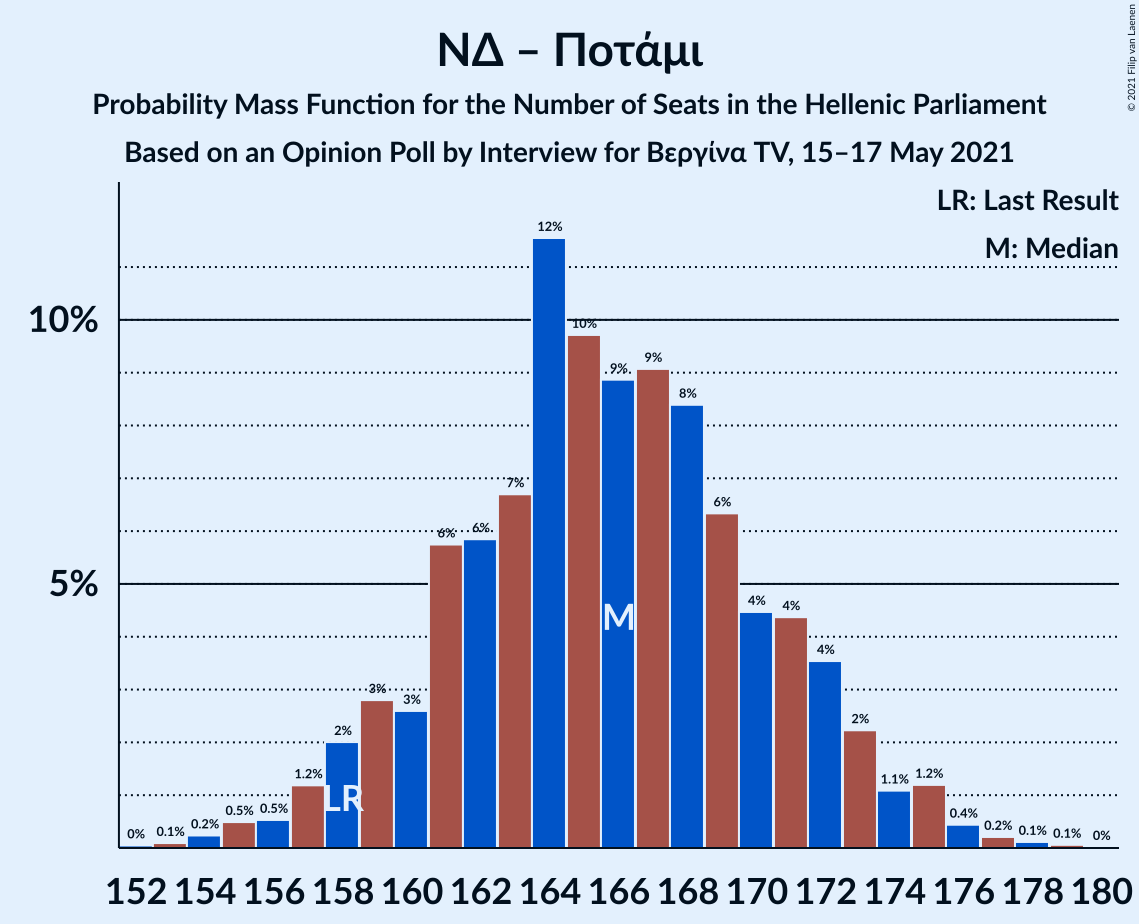 ΝΔ – Ποτάμι
Probability Mass Function for the Number of Seats in the Hellenic Parliament
Based on an Opinion Poll by Interview for Βεργίνα TV, 15–17 May 2021
© 2021 Filip van Laenen
LR: Last Result
M: Median
10%
5%
0% 0.1% 0.2% 0.5% 0.5% 1.2% 2% 3% 3% 6% 6% 7% 12% 10% 9% 9% 8% 6% 4% 4% 4% 2% 1.1% 1.2% 0.4% 0.2% 0.1% 0.1% 0%
M
LR
152 154 156 158 160 162 164 166 168 170 172 174 176 178 180